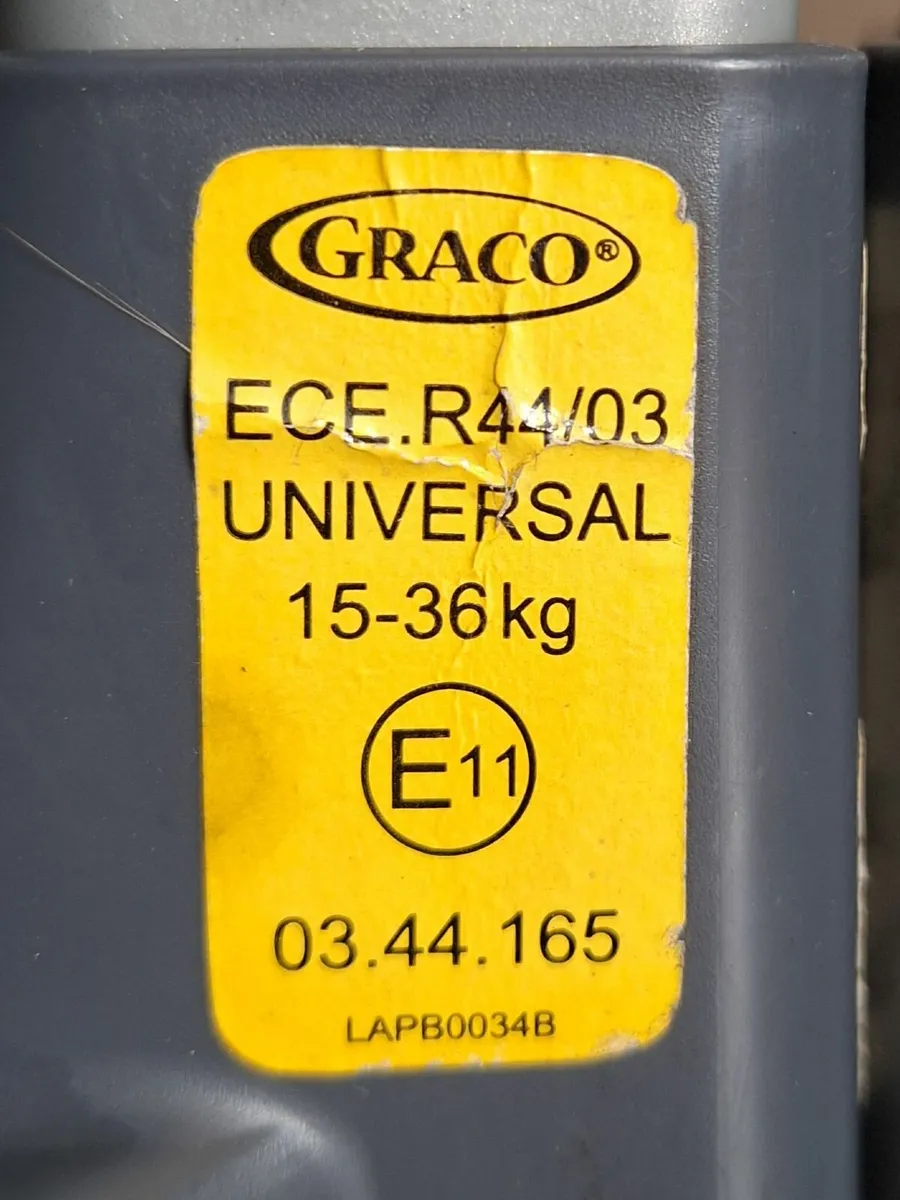 GRACO®
ECE.R44/03
UNIVERSAL
15-36kg
E11
03.44.165
LAPB0034B